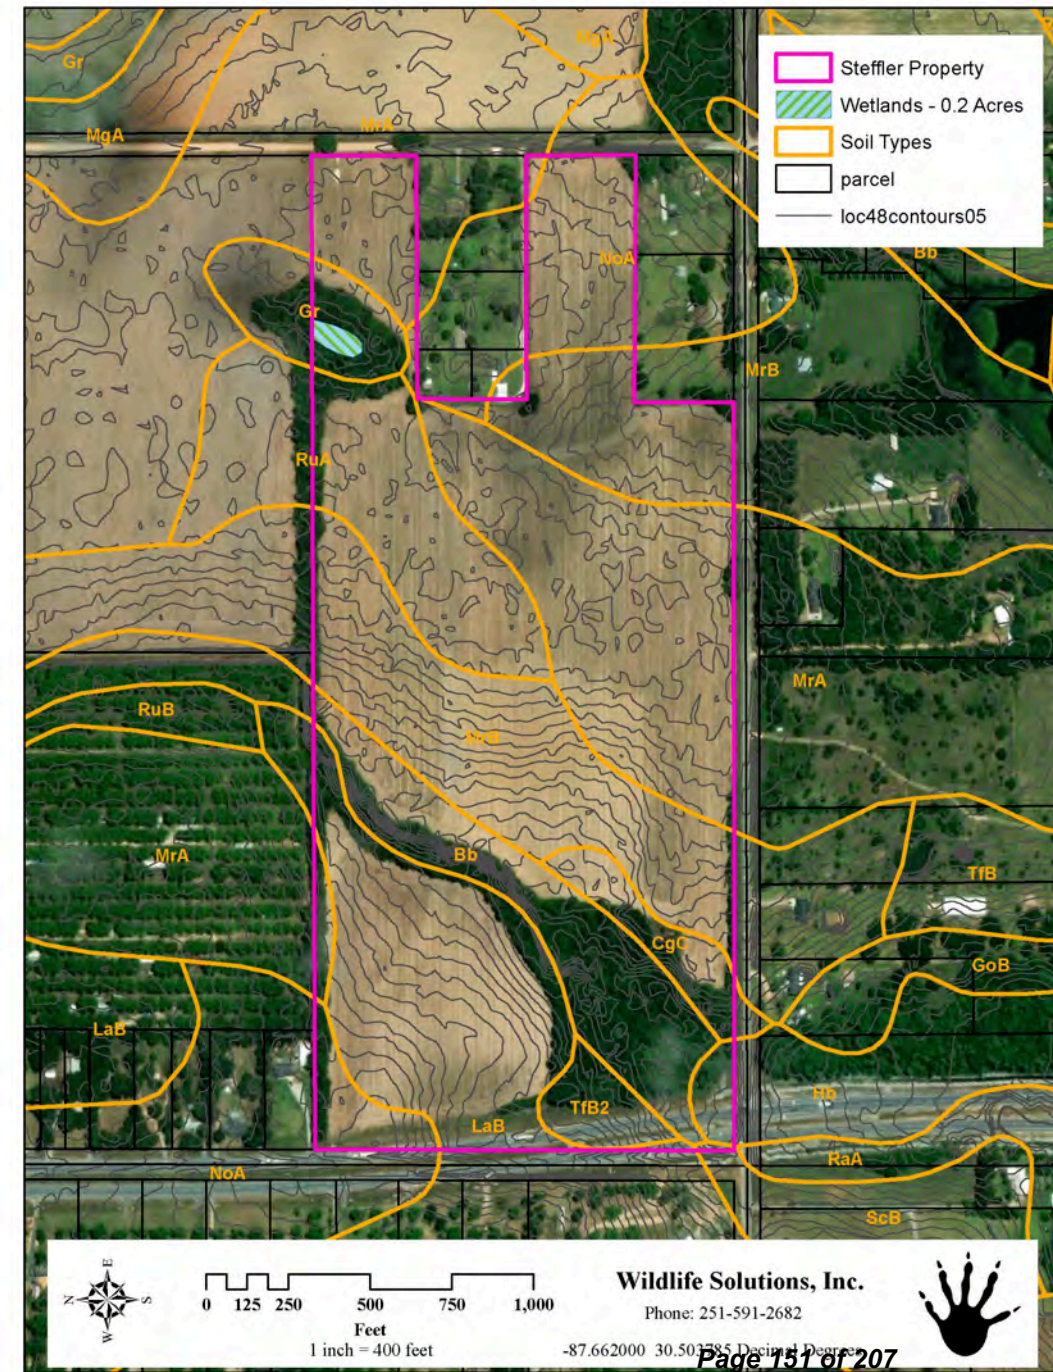 MgA
Gr
Steffler Property
Wetlands - 0.2 Acres
Soil Types
parcel
loc48contours05
MgA
MrA
Bb
NoA
Gr
MrB
RuA
MrA
RuB
MrB
MrA
Bb
TfB
CgC
GoB
LaB
Hb
TfB2
LaB
RaA
NoA
ScB
N
E
S
W
0 125 250 500 750 1,000
Feet
1 inch = 400 feet
Wildlife Solutions, Inc.
Phone: 251-591-2682
-87.662000 30.503785 Decimal Degrees
Page 151 of 207